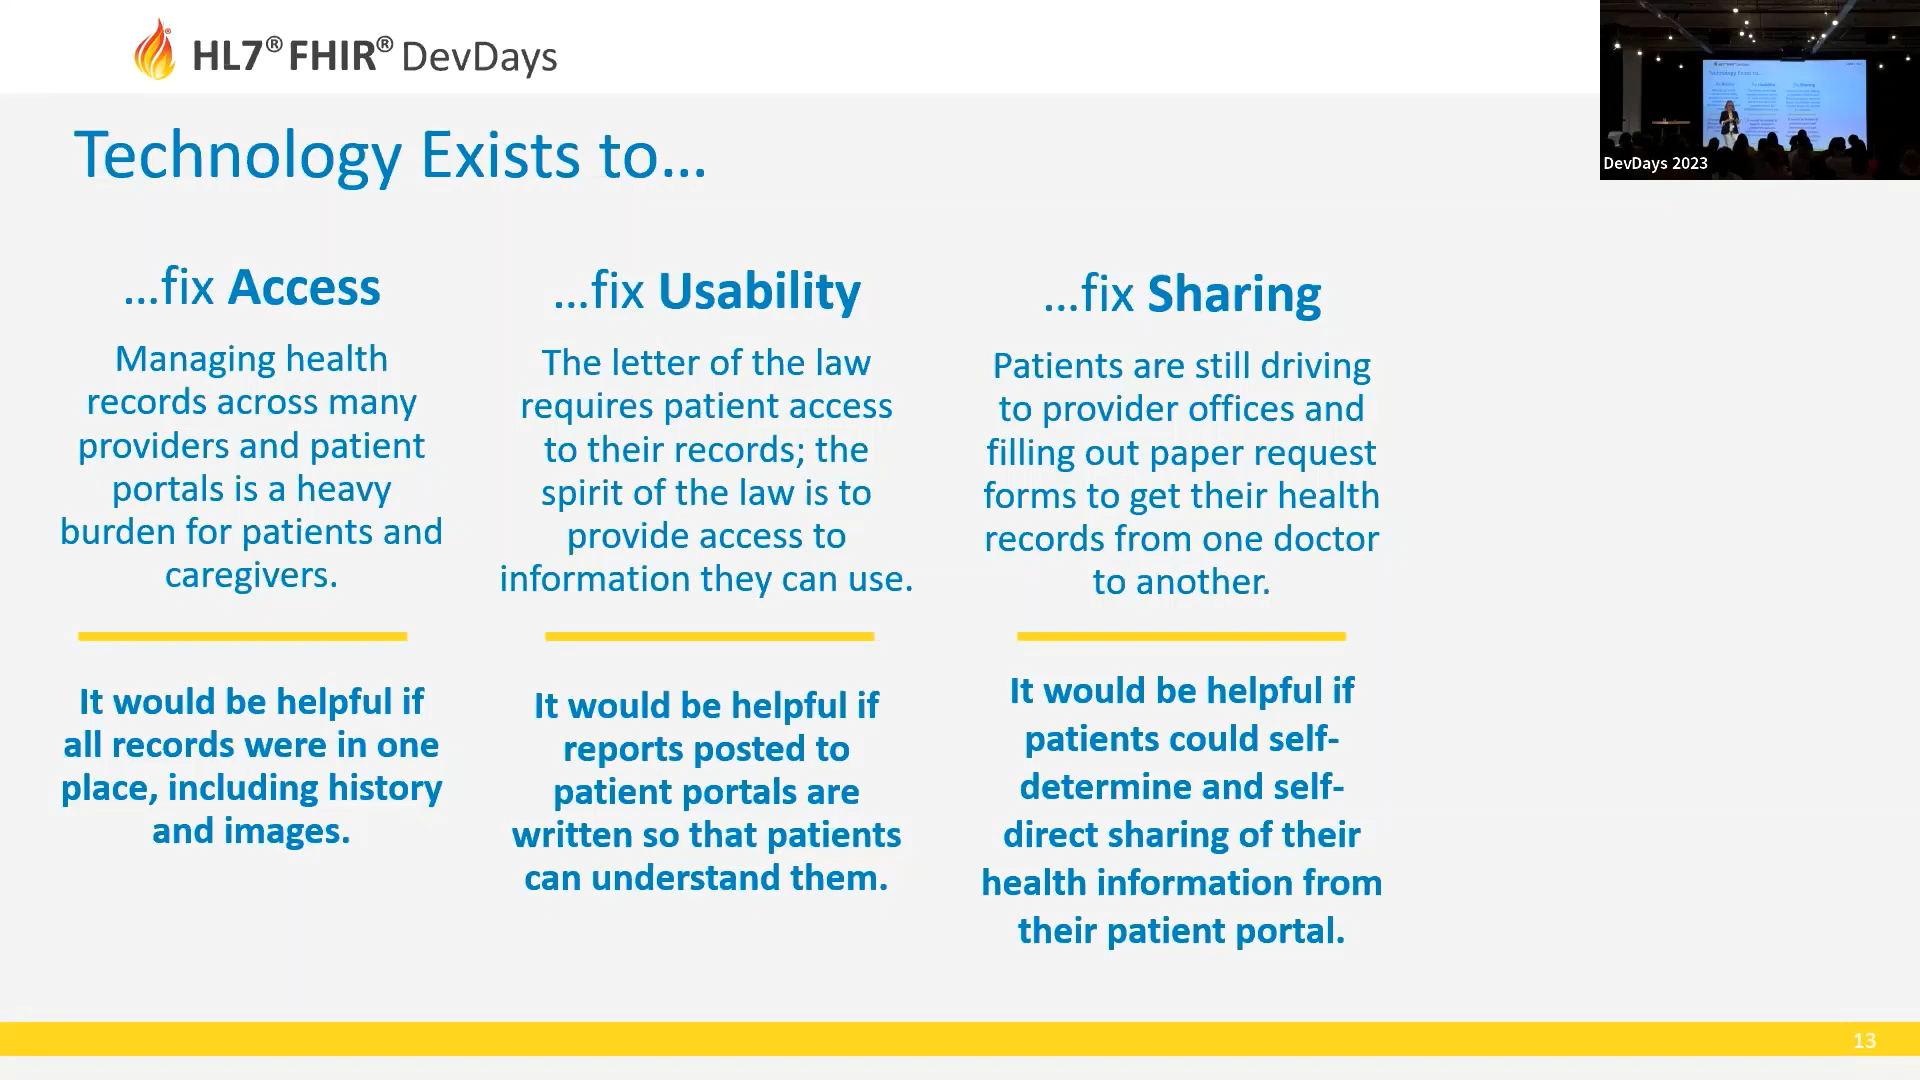 HL7® FHIR® DevDays
Technology Exists to...
...fix Access
Managing health
records across many
providers and patient
portals is a heavy
burden for patients and
caregivers.
It would be helpful if
all records were in one
place, including history
and images.
...fix Usability
The letter of the law
requires patient access
to their records; the
spirit of the law is to
provide access to
information they can use.
It would be helpful if
reports posted to
patient portals are
written so that patients
can understand them.
...fix Sharing
Patients are still driving
to provider offices and
filling out paper request
forms to get their health
records from one doctor
to another.
It would be helpful if
patients could self-
determine and self-
direct sharing of their
health information from
their patient portal.
DevDays 2023
13